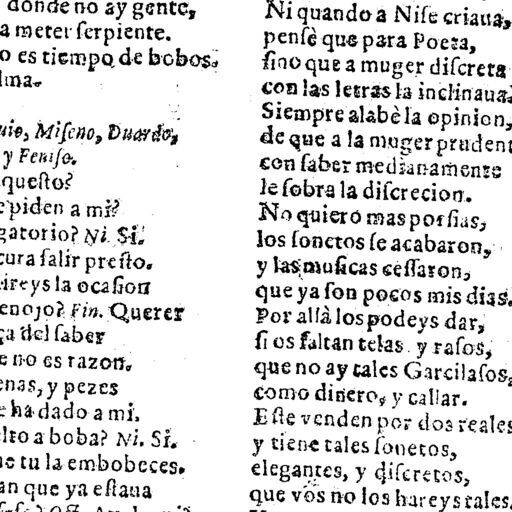 donde no ay gente,
a meter serpiente.
o es tiempo de bobos.
lma.
uio, Miseno, Duardo,
y Feniso.
questo?
e piden a mi?
gatorio? Ni. Si.
cura salir presto.
ireys la ocasion
enojo? Fin. Querer
ça del saber
e no es razon.
enas, y pezes
e ha dado a mi.
elto a boba? Ni. Si.
ue tu la embobeces.
an que ya estaua
Ni quando a Nise criaua,
pensè que para Poeta,
sino que a muger discreta
con las letras la inclinaua.
Siempre alabè la opinion,
de que a la muger prudent
con saber medianamente
le sobra la discrecion.
No quiero mas porfias,
los sonetos se acabaron,
y las musicas cessaron,
que ya son pocos mis dias.
Por allà los podeys dar,
si os faltan telas y rasos,
que no ay tales Garcilasos,
como dinero, y callar.
Este venden por dos reales
y tiene tales sonetos,
elegantes, y discretos,
que vos no los hareys tales.